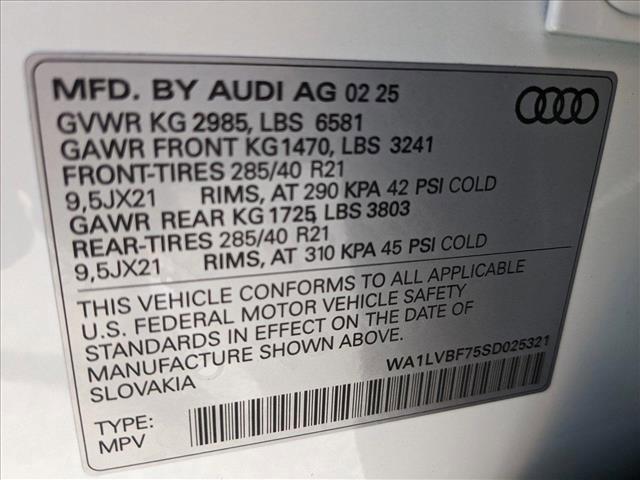 MFD. BY AUDI AG 02 25
GVWR KG 2985, LBS 6581
GAWR FRONT KG1470, LBS 3241
FRONT-TIRES 285/40 R21
9,5JX21 RIMS, AT 290 KPA 42 PSI COLD
GAWR REAR KG 1725 LBS 3803
REAR-TIRES 285/40 R21
9,5JX21 RIMS, AT 310 KPA 45 PSI COLD
THIS VEHICLE CONFORMS TO ALL APPLICABLE
U.S. FEDERAL MOTOR VEHICLE SAFETY
STANDARDS IN EFFECT ON THE DATE OF
MANUFACTURE SHOWN ABOVE.
SLOVAKIA
WA1LVBF75SD025321
TYPE:
MPV